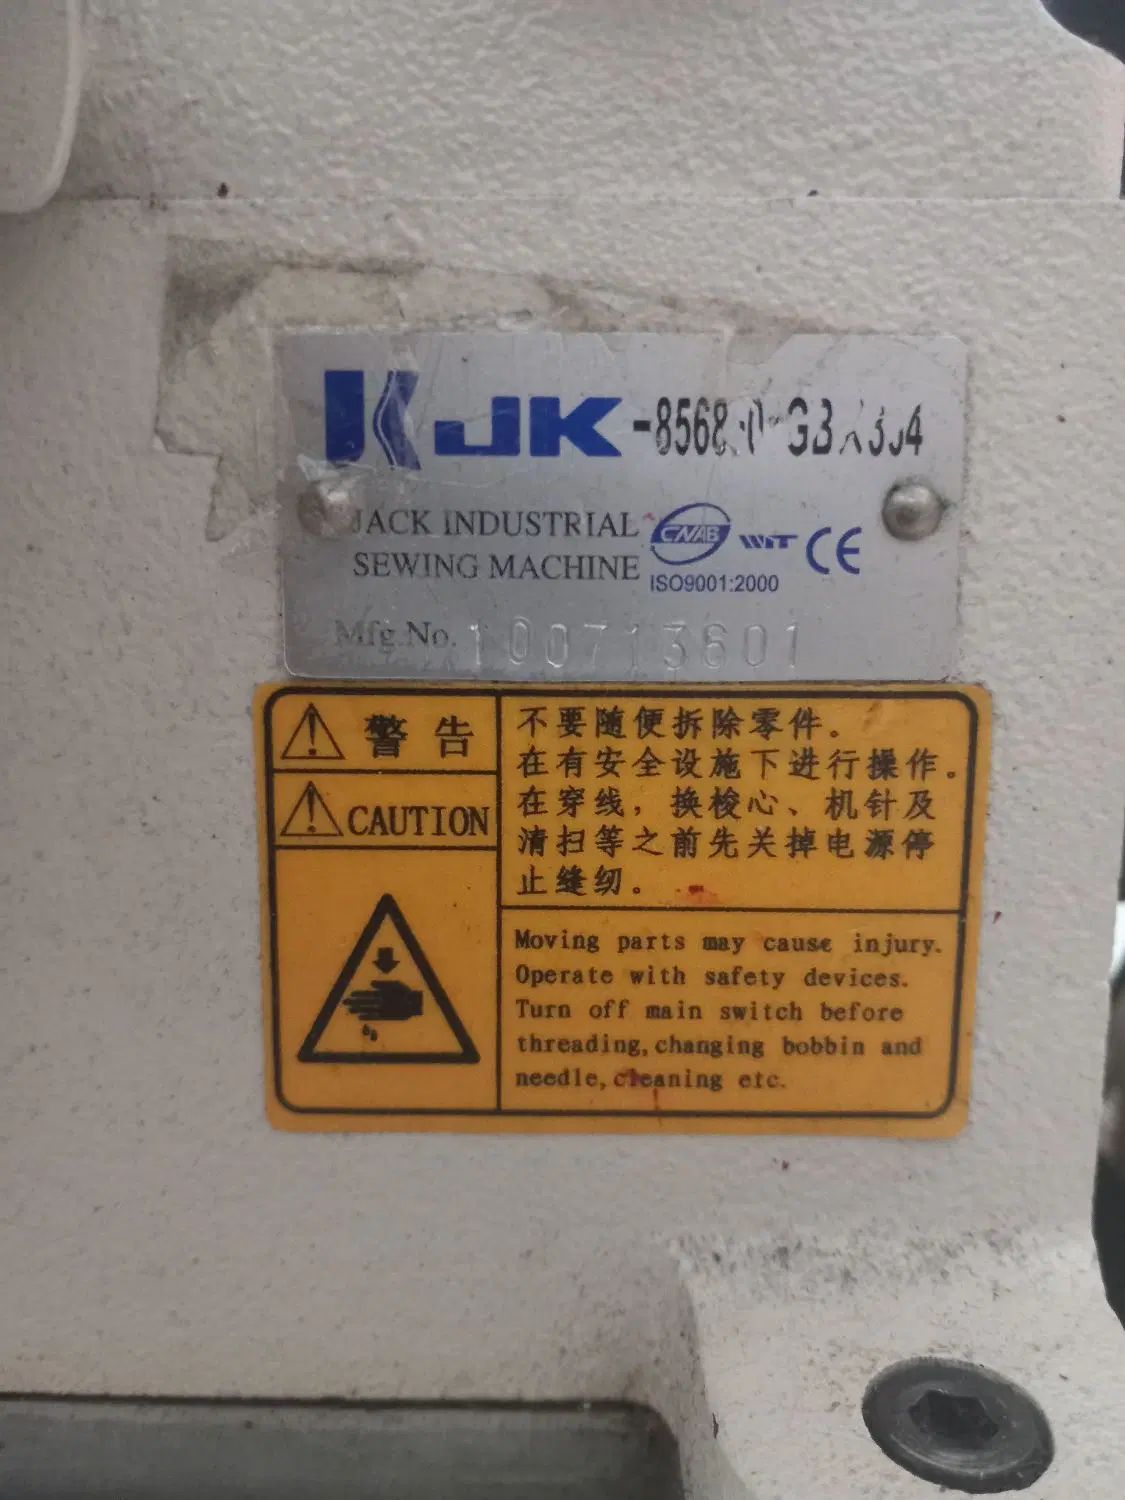 JK
JACK INDUSTRIAL
SEWING MACHINE
CNAB WIT CE
ISO9001:2000
Mfg.No. 100713601
警告
CAUTION
不要随便拆除零件。
在有安全设施下进行操作。
在穿线，换梭心、机针及
清扫等之前先关掉电源停
止缝纫。
Moving parts may cause injury.
Operate with safety devices.
Turn off main switch before
threading,changing bobbin and
needle,cleaning etc.